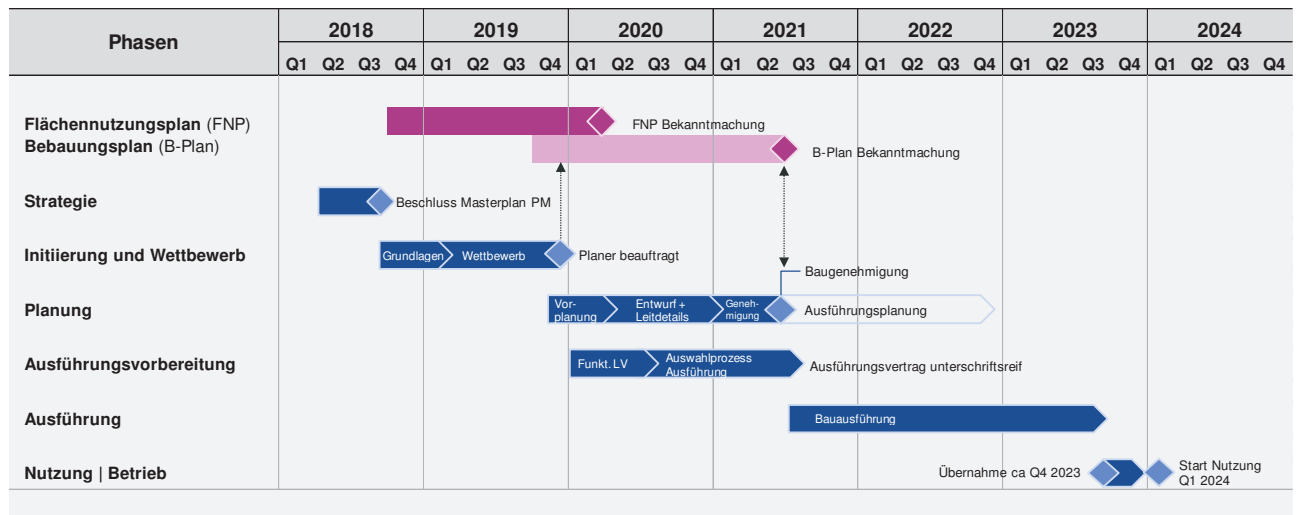 Phasen
2018 2019 2020 2021 2022 2023 2024
Q1 Q2 Q3 Q4 Q1 Q2 Q3 Q4 Q1 Q2 Q3 Q4 Q1 Q2 Q3 Q4 Q1 Q2 Q3 Q4 Q1 Q2 Q3 Q4 Q1 Q2 Q3 Q4
Flächennutzungsplan (FNP)
FNP Bekanntmachung
Bebauungsplan (B-Plan)
B-Plan Bekanntmachung
Strategie
Beschluss Masterplan PM
Initiierung und Wettbewerb
Grundlagen
Wettbewerb
Planer beauftragt
Baugenehmigung
Planung
Vor-
planung
Entwurf +
Leitdetails
Geneh-
migung
Ausführungsplanung
Ausführungsvorbereitung
Funkt. LV
Auswahlprozess
Ausführung
Ausführungsvertrag unterschriftsreif
Ausführung
Bauausführung
Nutzung | Betrieb
Übernahme ca Q4 2023
Start Nutzung
Q1 2024